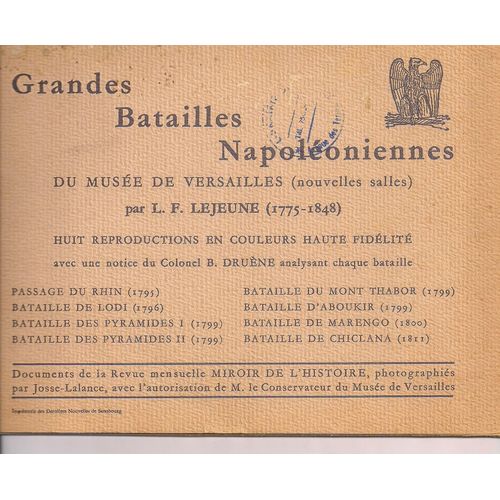 Grandes
Batailles
Napoléoniennes
DU MUSÉE DE VERSAILLES (nouvelles salles)
par L. F. LEJEUNE (1775-1848)
HUIT REPRODUCTIONS EN COULEURS HAUTE FIDÉLITÉ
avec une notice du Colonel B. DRUÈNE analysant chaque bataille
PASSAGE DU RHIN (1795)
BATAILLE DE LODI (1796)
BATAILLE DES PYRAMIDES I (1799)
BATAILLE DES PYRAMIDES II (1799)
BATAILLE DU MONT THABOR (1799)
BATAILLE D'ABOUKIR (1799)
BATAILLE DE MARENGO (1800)
BATAILLE DE CHICLANA (1811)
Documents de la Revue mensuelle MIROIR DE L'HISTOIRE, photographiés
par Josse-Lalance, avec l'autorisation de M. le Conservateur du Musée de Versailles
Imprimerie des Dernières Nouvelles de Strasbourg